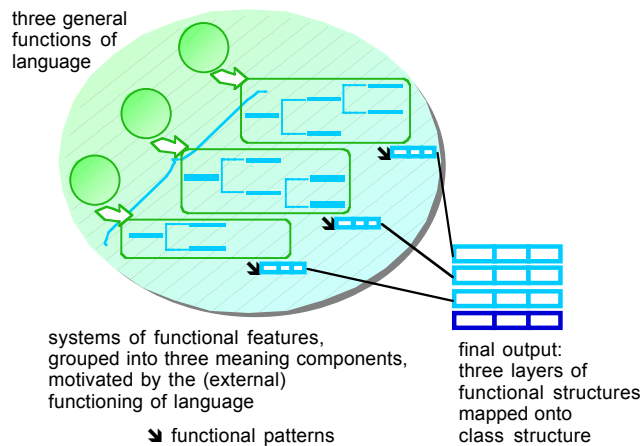 three general
functions of
language
systems of functional features,
grouped into three meaning components,
motivated by the (external)
functioning of language
functional patterns
final output:
three layers of
functional structures
mapped onto
class structure